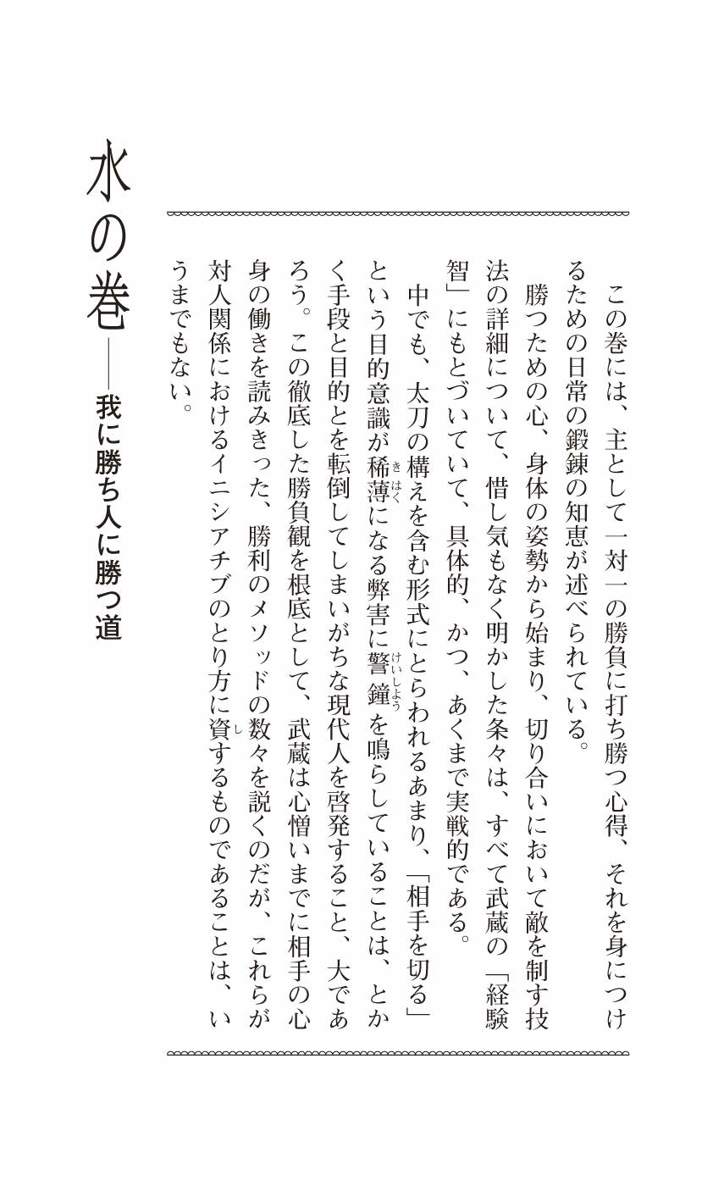 この巻には、主として一対一の勝負に打ち勝つ心得、それを身につけ
るための日常の鍛錬の知恵が述べられている。
勝つための心、身体の姿勢から始まり、切り合いにおいて敵を制す技
法の詳細について、惜し気もなく明かした条々は、すべて武蔵の「経験
智」にもとづいていて、具体的、かつ、あくまで実戦的である。
中でも、太刀の構えを含む形式にとらわれるあまり、「相手を切る」
という目的意識が稀薄になる弊害に警鐘を鳴らしていることは、とか
く手段と目的とを転倒してしまいがちな現代人を啓発すること、大であ
ろう。この徹底した勝負観を根底として、武蔵は心憎いまでに相手の心
身の働きを読みきった、勝利のメソッドの数々を説くのだが、これらが
対人関係におけるイニシアチブのとり方に資するものであることは、い
うまでもない。
水の巻――我に勝ち人に勝つ道